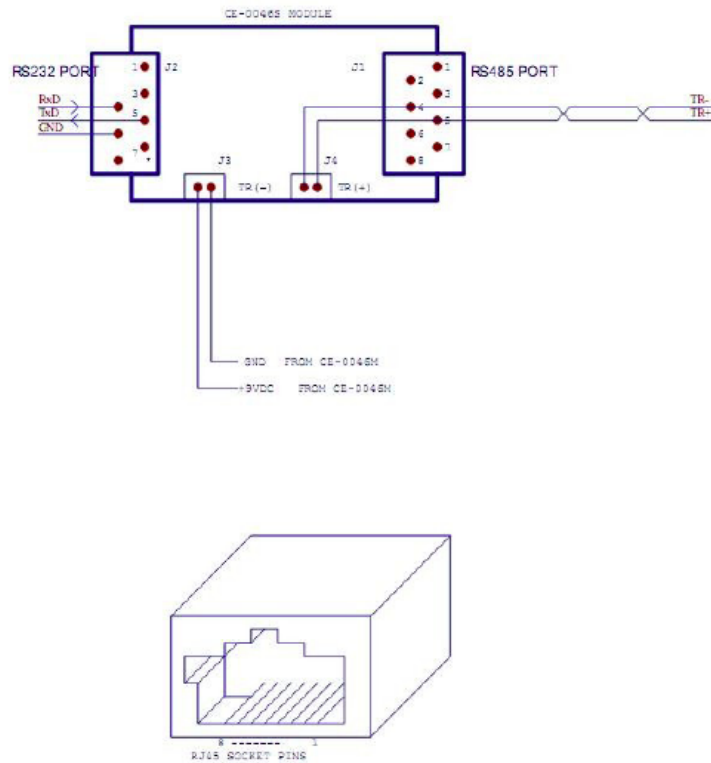 CE-0046S MODULE
RS232 PORT
J2
J1
RS485 PORT
1
3
5
7
1
2
3
4
5
6
7
8
RxD
TxD
GND
TR-
TR+
J3
J4
TR(-)
TR(+)
GND FROM CE-0046M
+9VDC FROM CE-0046M
8 ------- 1
RJ45 SOCKET PINS